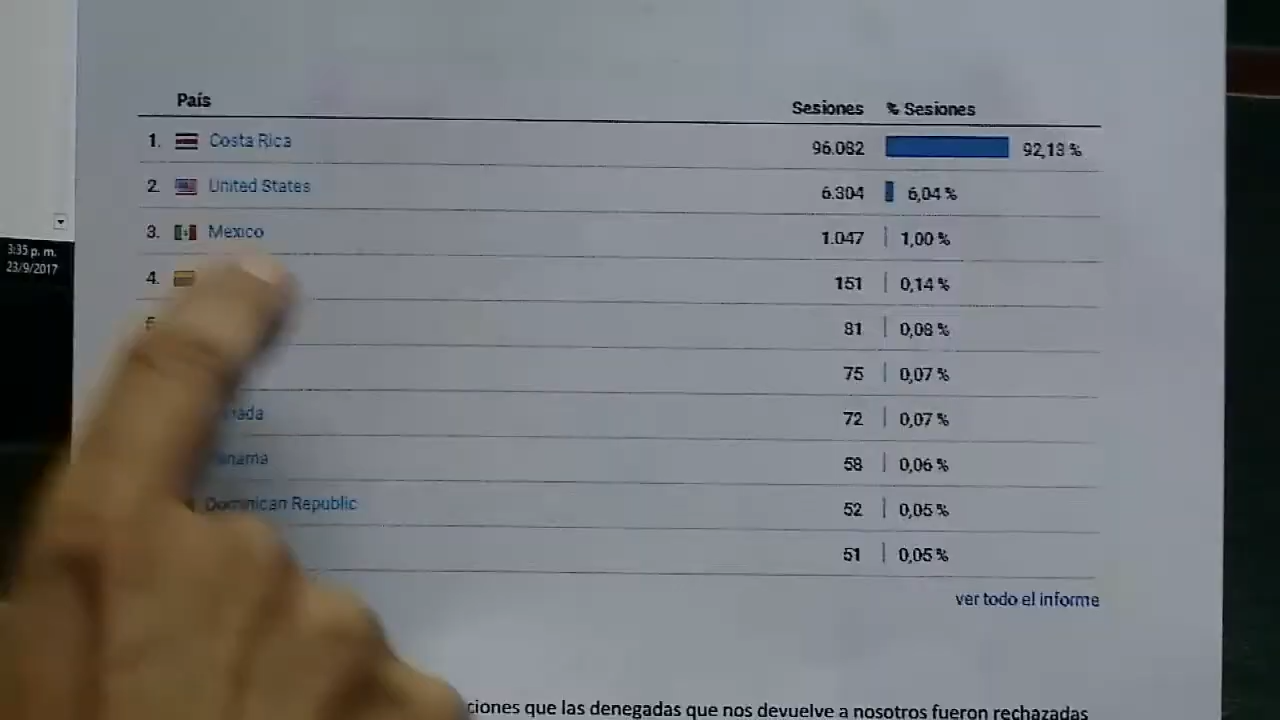 País Sesiones % Sesiones
1. Costa Rica 96.082 92,13 %
2. United States 6.304 6,04 %
3. Mexico 1.047 1,00 %
4. 151 0,14 %
81 0,08 %
75 0,07 %
72 0,07 %
58 0,06 %
Dominican Republic 52 0,05 %
51 0,05 %
ver todo el informe
ciones que las denegadas que nos devuelve a nosotros fueron rechazadas
3:35 p. m.
23/9/2017